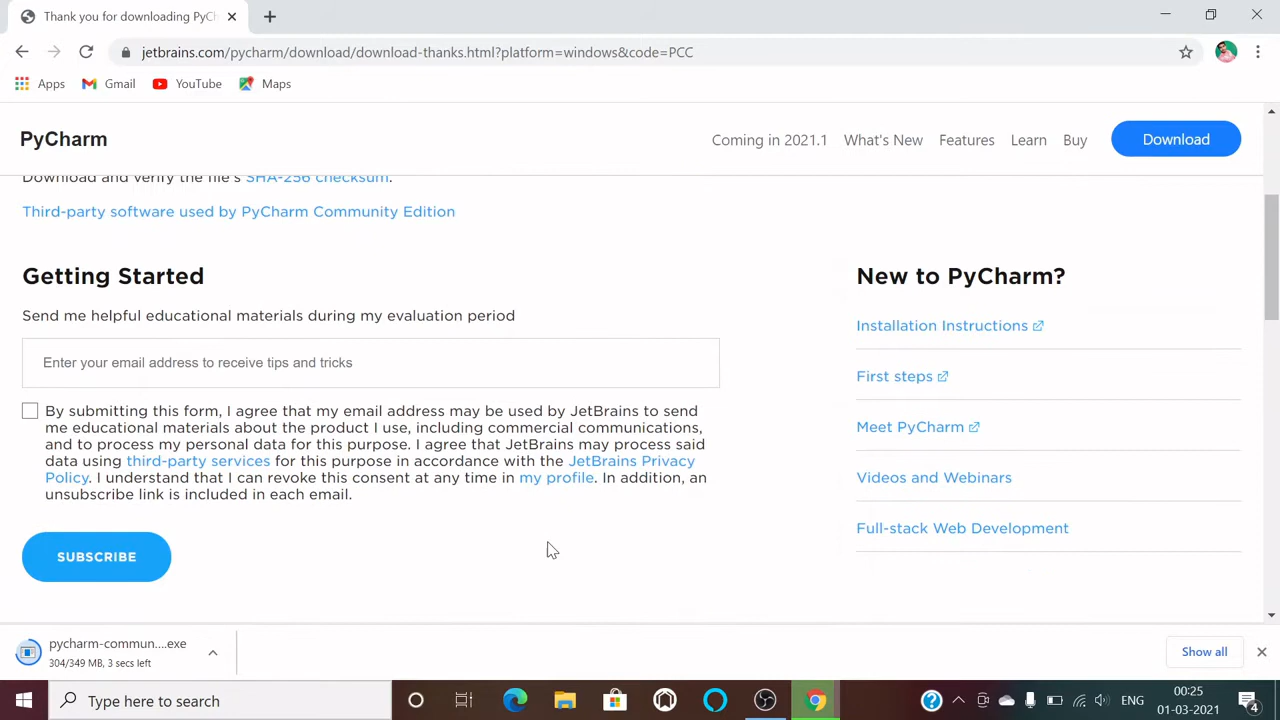 Thank you for downloading PyCh
jetbrains.com/pycharm/download/download-thanks.html?platform=windows&code=PCC
Apps Gmail YouTube Maps
PyCharm Coming in 2021.1 What's New Features Learn Buy Download
Download and verify the file's SHA-256 checksum.
Third-party software used by PyCharm Community Edition
Getting Started
Send me helpful educational materials during my evaluation period
Enter your email address to receive tips and tricks
By submitting this form, I agree that my email address may be used by JetBrains to send
me educational materials about the product I use, including commercial communications,
and to process my personal data for this purpose. I agree that JetBrains may process said
data using third-party services for this purpose in accordance with the JetBrains Privacy
Policy. I understand that I can revoke this consent at any time in my profile. In addition, an
unsubscribe link is included in each email.
SUBSCRIBE
New to PyCharm?
Installation Instructions
First steps
Meet PyCharm
Videos and Webinars
Full-stack Web Development
pycharm-commun....exe
304/349 MB, 3 secs left
Show all
Type here to search
ENG
00:25
01-03-2021
4